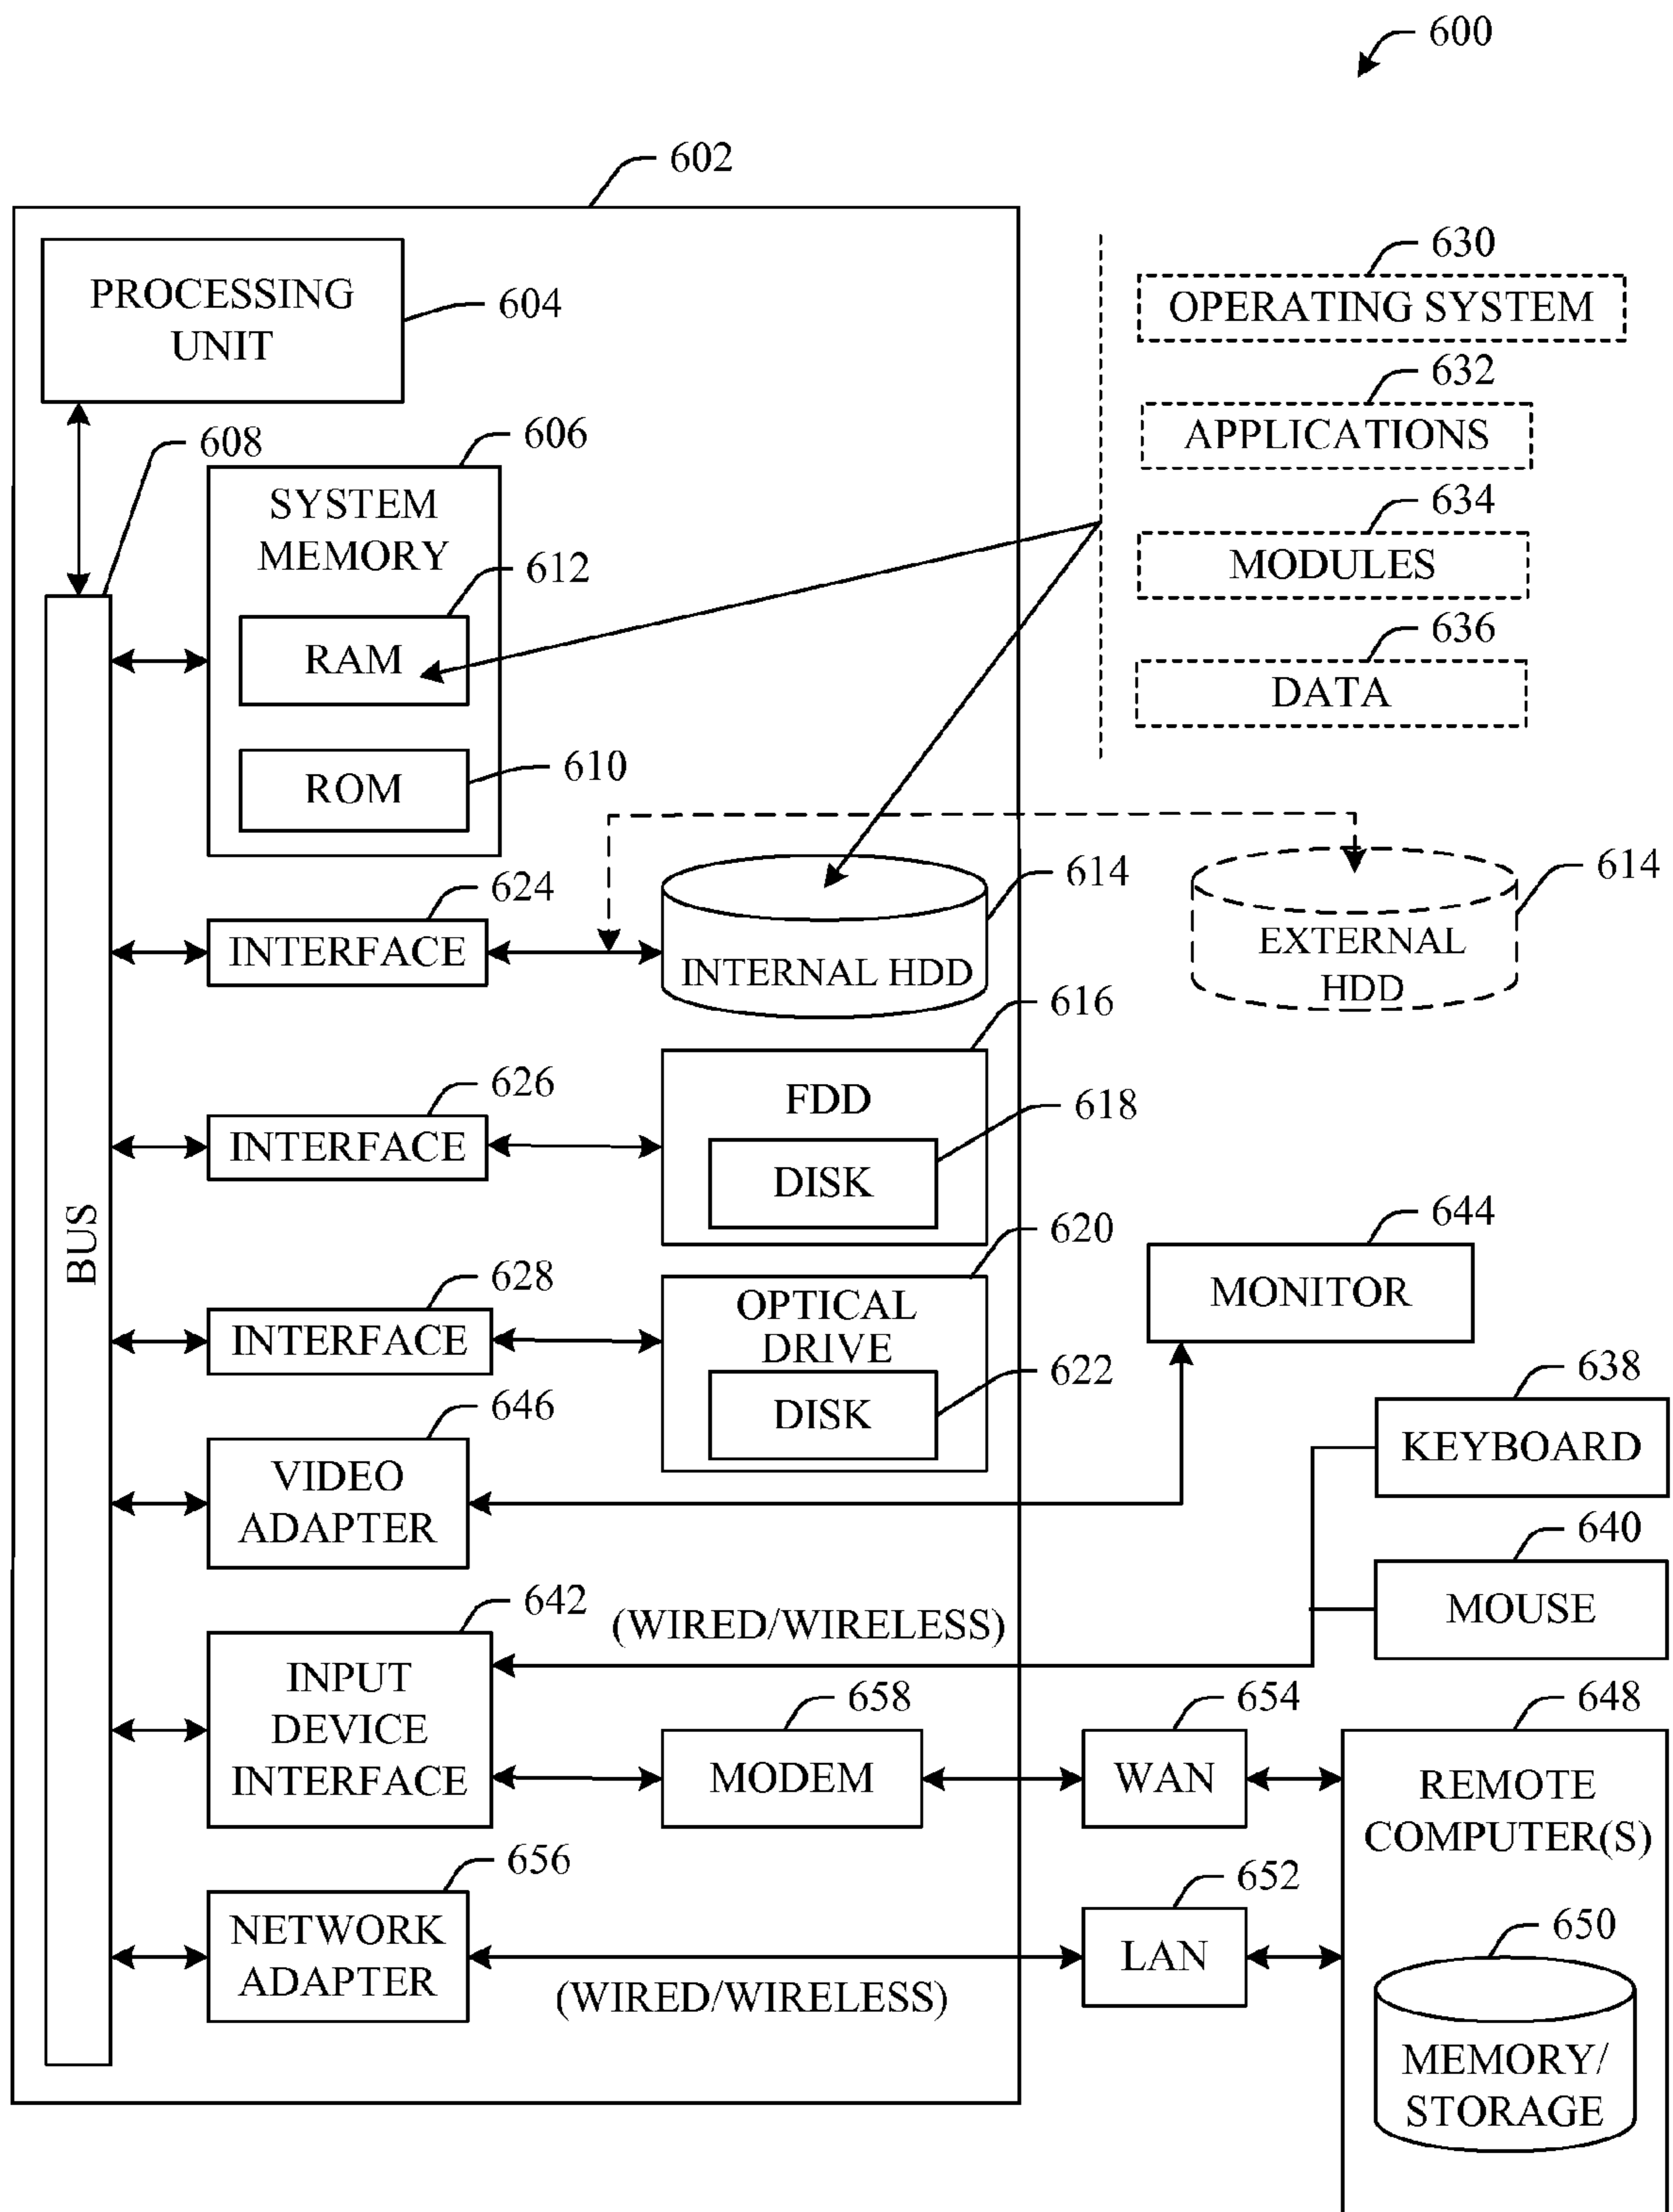 600
602
PROCESSING
UNIT
604
630
OPERATING SYSTEM
632
APPLICATIONS
634
MODULES
636
DATA
608
606
SYSTEM
MEMORY
612
RAM
610
ROM
BUS
624
INTERFACE
614
INTERNAL HDD
614
EXTERNAL
HDD
626
INTERFACE
616
FDD
618
DISK
628
INTERFACE
620
OPTICAL
DRIVE
622
DISK
644
MONITOR
646
VIDEO
ADAPTER
638
KEYBOARD
640
MOUSE
642
INPUT
DEVICE
INTERFACE
(WIRED/WIRELESS)
658
MODEM
654
WAN
648
REMOTE
COMPUTER(S)
656
NETWORK
ADAPTER
(WIRED/WIRELESS)
652
LAN
650
MEMORY/
STORAGE